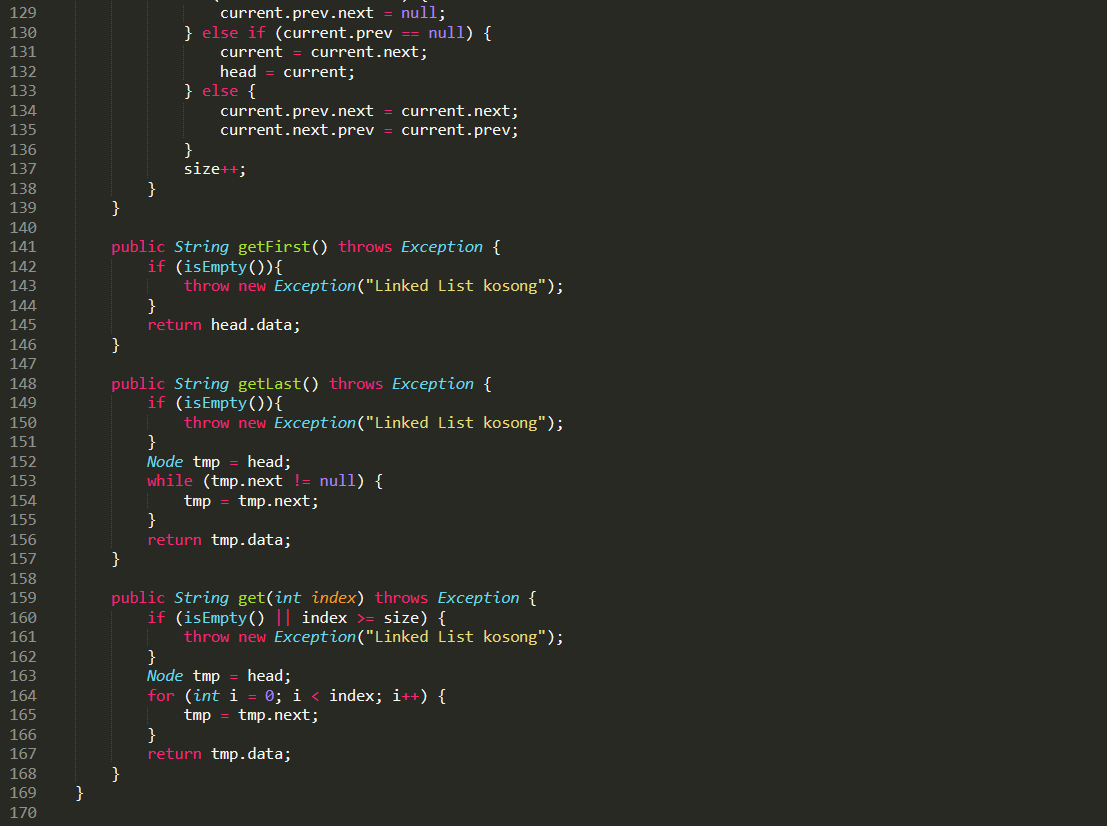 129 current.prev.next = null;
130 } else if (current.prev == null) {
131 current = current.next;
132 head = current;
133 } else {
134 current.prev.next = current.next;
135 current.next.prev = current.prev;
136 }
137 size++;
138 }
139 }
140
141 public String getFirst() throws Exception {
142 if (isEmpty()){
143 throw new Exception("Linked List kosong");
144 }
145 return head.data;
146 }
147
148 public String getLast() throws Exception {
149 if (isEmpty()){
150 throw new Exception("Linked List kosong");
151 }
152 Node tmp = head;
153 while (tmp.next != null) {
154 tmp = tmp.next;
155 }
156 return tmp.data;
157 }
158
159 public String get(int index) throws Exception {
160 if (isEmpty() || index >= size) {
161 throw new Exception("Linked List kosong");
162 }
163 Node tmp = head;
164 for (int i = 0; i < index; i++) {
165 tmp = tmp.next;
166 }
167 return tmp.data;
168 }
169 }
170